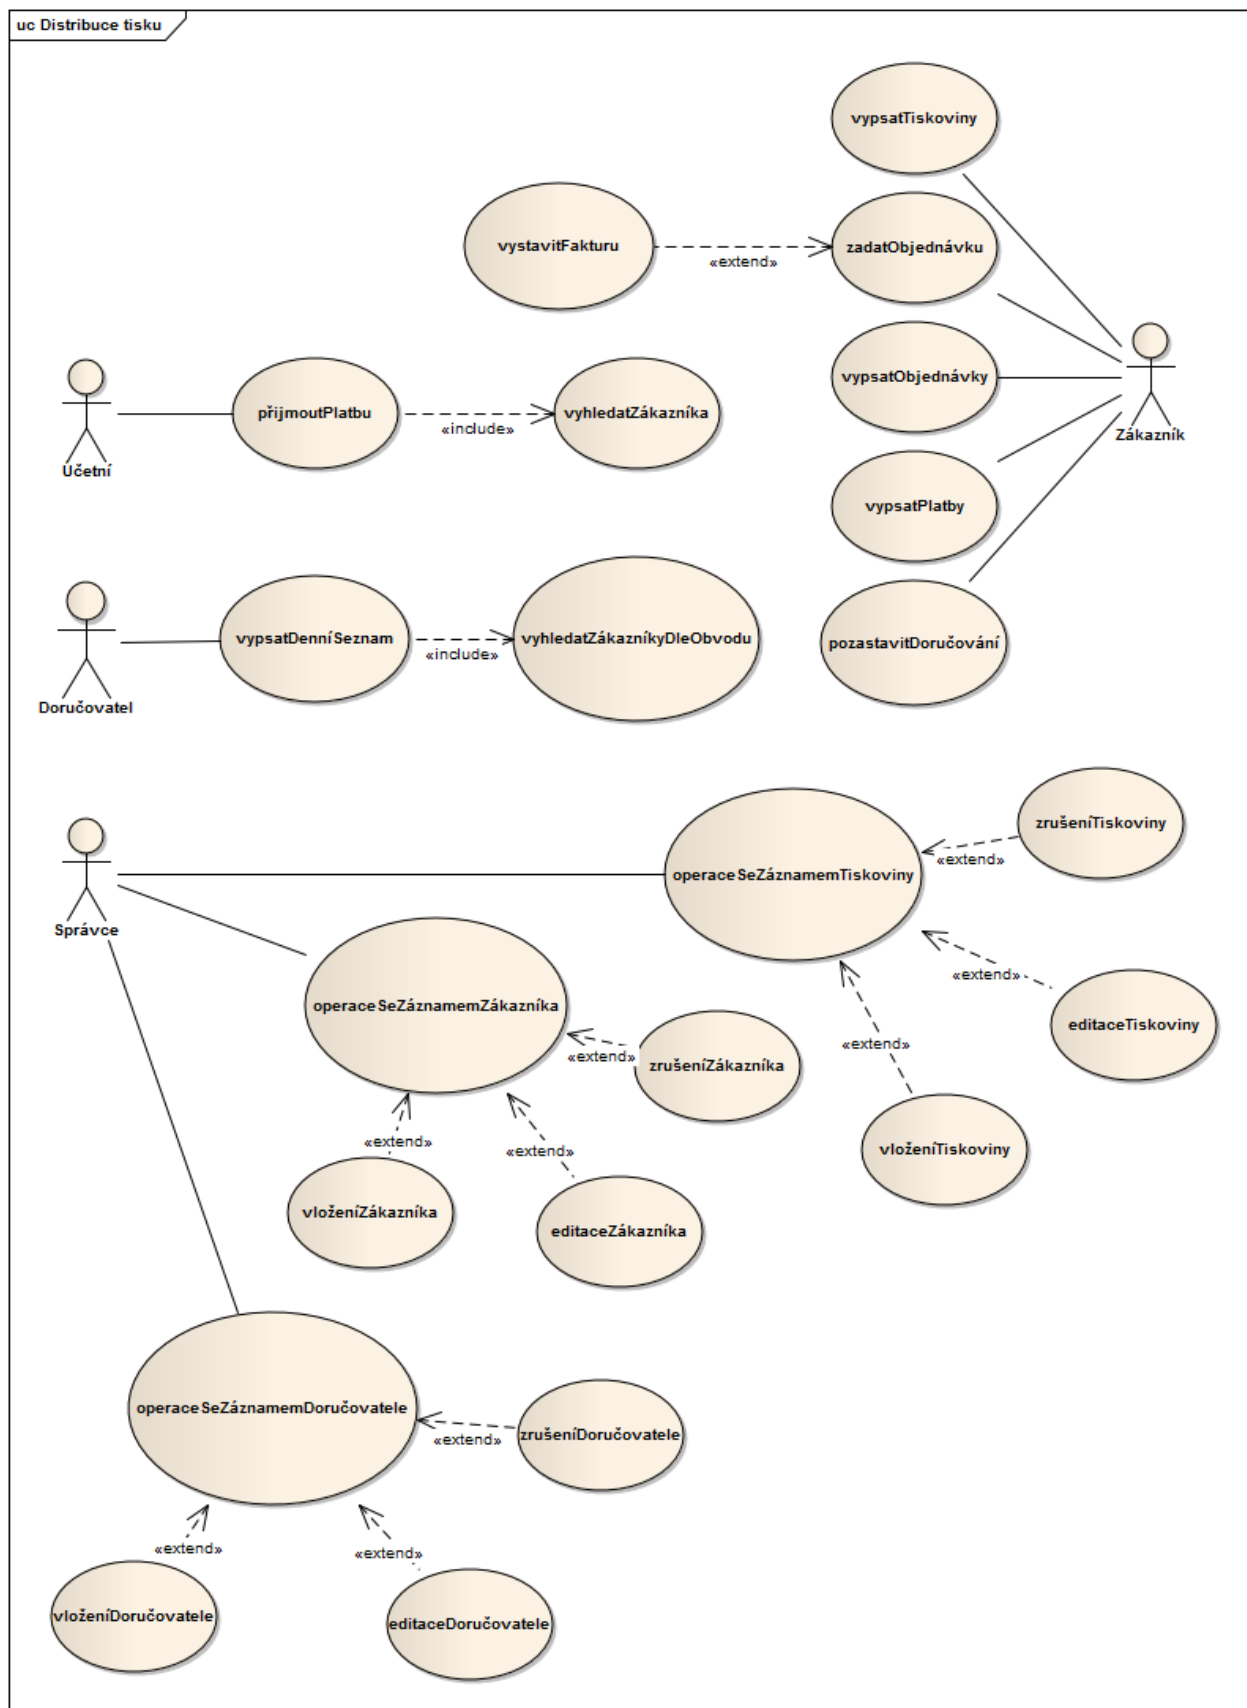 uc Distribuce tisku
vypsatTiskoviny
vystavitFakturu
«extend»
zadatObjednávku
vypsatObjednávky
Zákazník
přijmoutPlatbu
«include»
vyhledatZákazníka
Účetní
vypsatPlatby
vypsatDenníSeznam
«include»
vyhledatZákazníkyDleObvodu
pozastavitDoručování
Doručovatel
zrušeníTiskoviny
«extend»
operaceSeZáznamemTiskoviny
Správce
«extend»
operaceSeZáznamemZákazníka
editaceTiskoviny
«extend»
«extend»
zrušeníZákazníka
«extend»
«extend»
vloženíTiskoviny
vloženíZákazníka
editaceZákazníka
operaceSeZáznamemDoručovatele
«extend»
zrušeníDoručovatele
«extend»
«extend»
vloženíDoručovatele
editaceDoručovatele